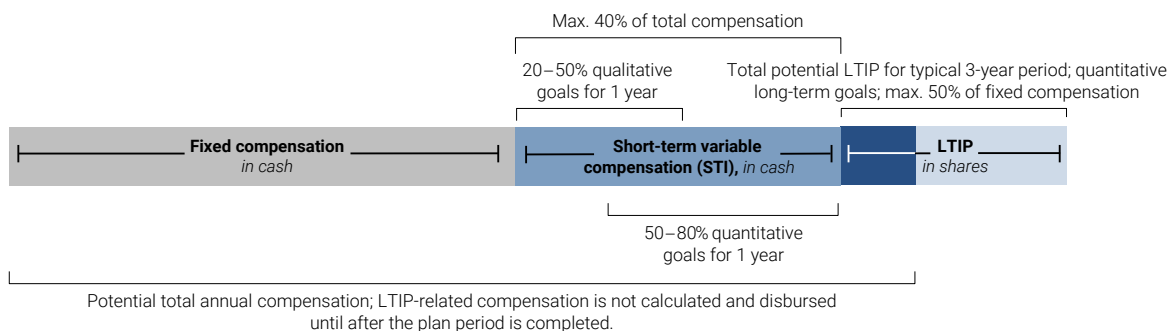 Max. 40% of total compensation
20–50% qualitative
goals for 1 year
Total potential LTIP for typical 3-year period; quantitative
long-term goals; max. 50% of fixed compensation
Fixed compensation
in cash
Short-term variable
compensation (STI), in cash
LTIP
in shares
50–80% quantitative
goals for 1 year
Potential total annual compensation; LTIP-related compensation is not calculated and disbursed
until after the plan period is completed.